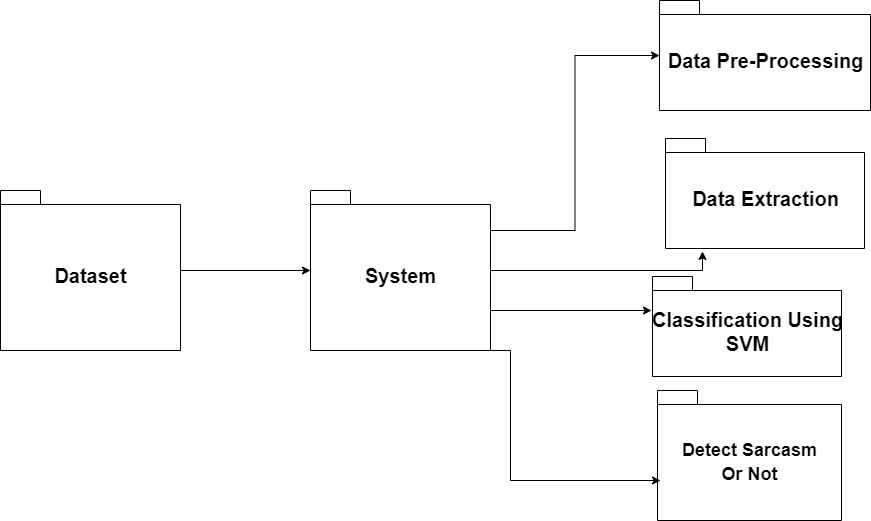 Data Pre-Processing
Data Extraction
Dataset
System
Classification Using
SVM
Detect Sarcasm
Or Not